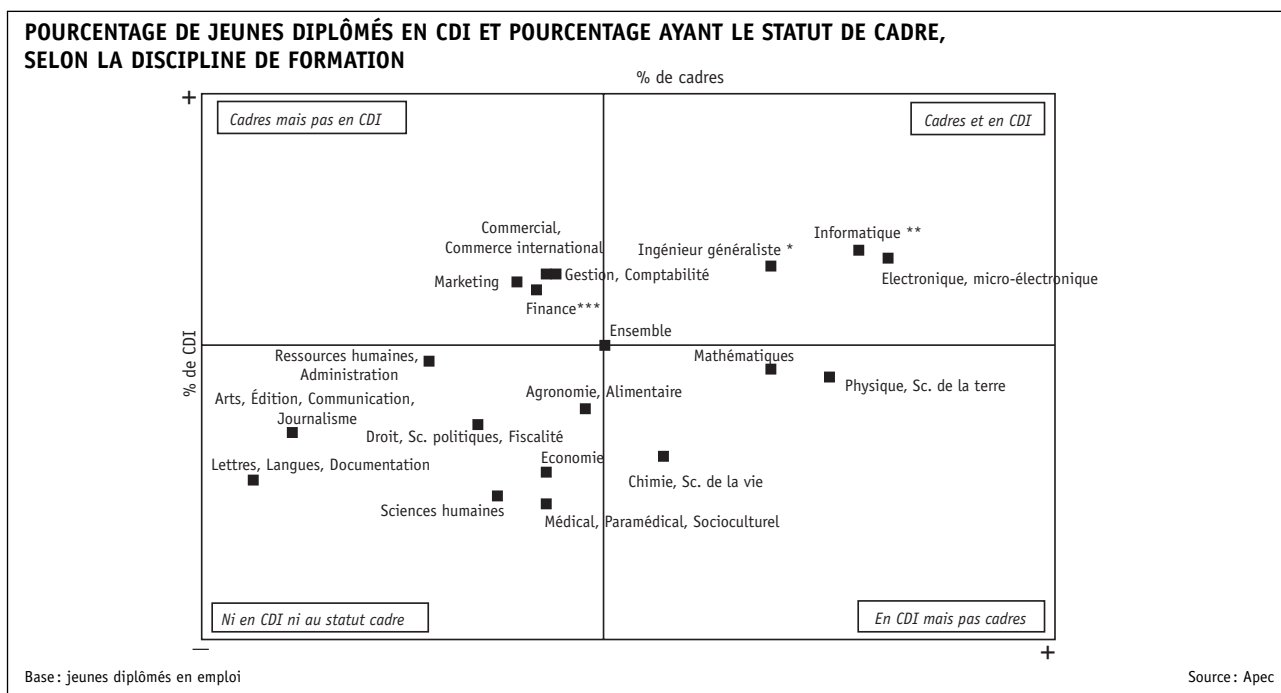 POURCENTAGE DE JEUNES DIPLÔMÉS EN CDI ET POURCENTAGE AYANT LE STATUT DE CADRE,
SELON LA DISCIPLINE DE FORMATION
% de cadres
+
Cadres mais pas en CDI
Cadres et en CDI
Commercial,
Commerce international
Informatique **
Ingénieur généraliste *
Gestion, Comptabilité
Electronique, micro-électronique
Marketing
Finance***
Ensemble
% de CDI
Ressources humaines,
Administration
Mathématiques
Physique, Sc. de la terre
Agronomie, Alimentaire
Arts, Édition, Communication,
Journalisme
Droit, Sc. politiques, Fiscalité
Economie
Lettres, Langues, Documentation
Chimie, Sc. de la vie
Sciences humaines
Médical, Paramédical, Socioculturel
Ni en CDI ni au statut cadre
En CDI mais pas cadres
—
+
Base : jeunes diplômés en emploi
Source : Apec